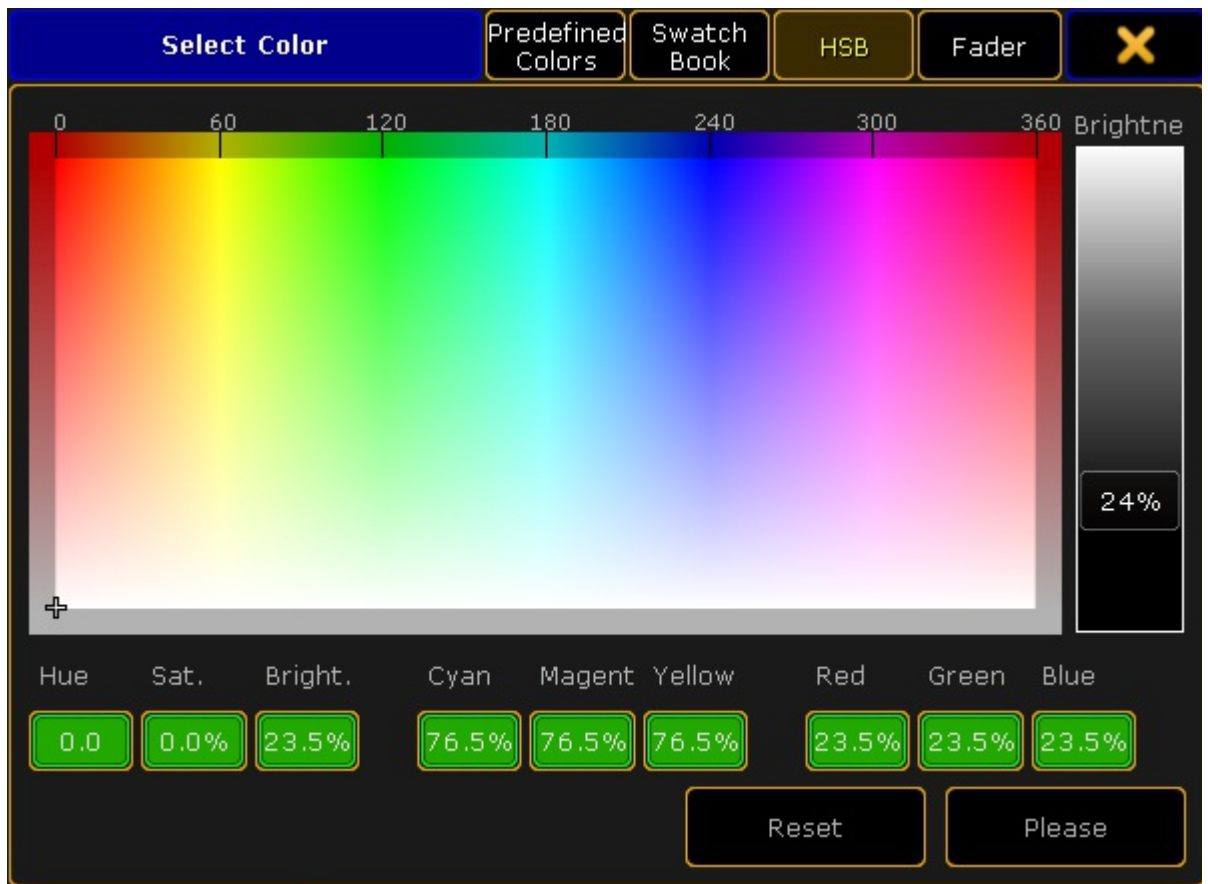 Select Color
Predefined Colors
Swatch Book
HSB
Fader
0 60 120 180 240 300 360 Brightne
24%
Hue Sat. Bright. Cyan Magent Yellow Red Green Blue
0.0 0.0% 23.5% 76.5% 76.5% 76.5% 23.5% 23.5% 23.5%
Reset Please